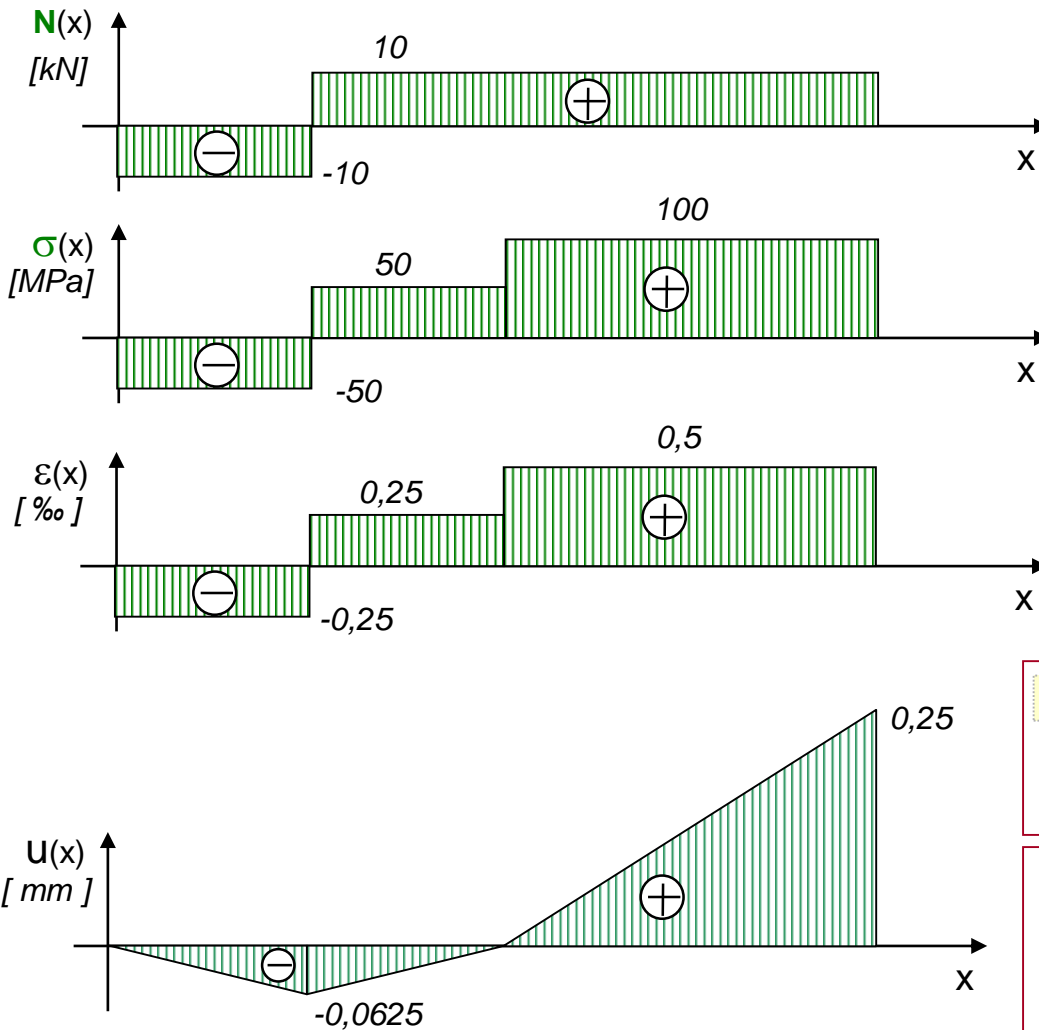 N(x)
[kN]
10
-10
x
σ(x)
[MPa]
50
100
-50
x
ε(x)
[ ‰ ]
0,25
0,5
-0,25
x
u(x)
[ mm ]
0,25
-0,0625
x